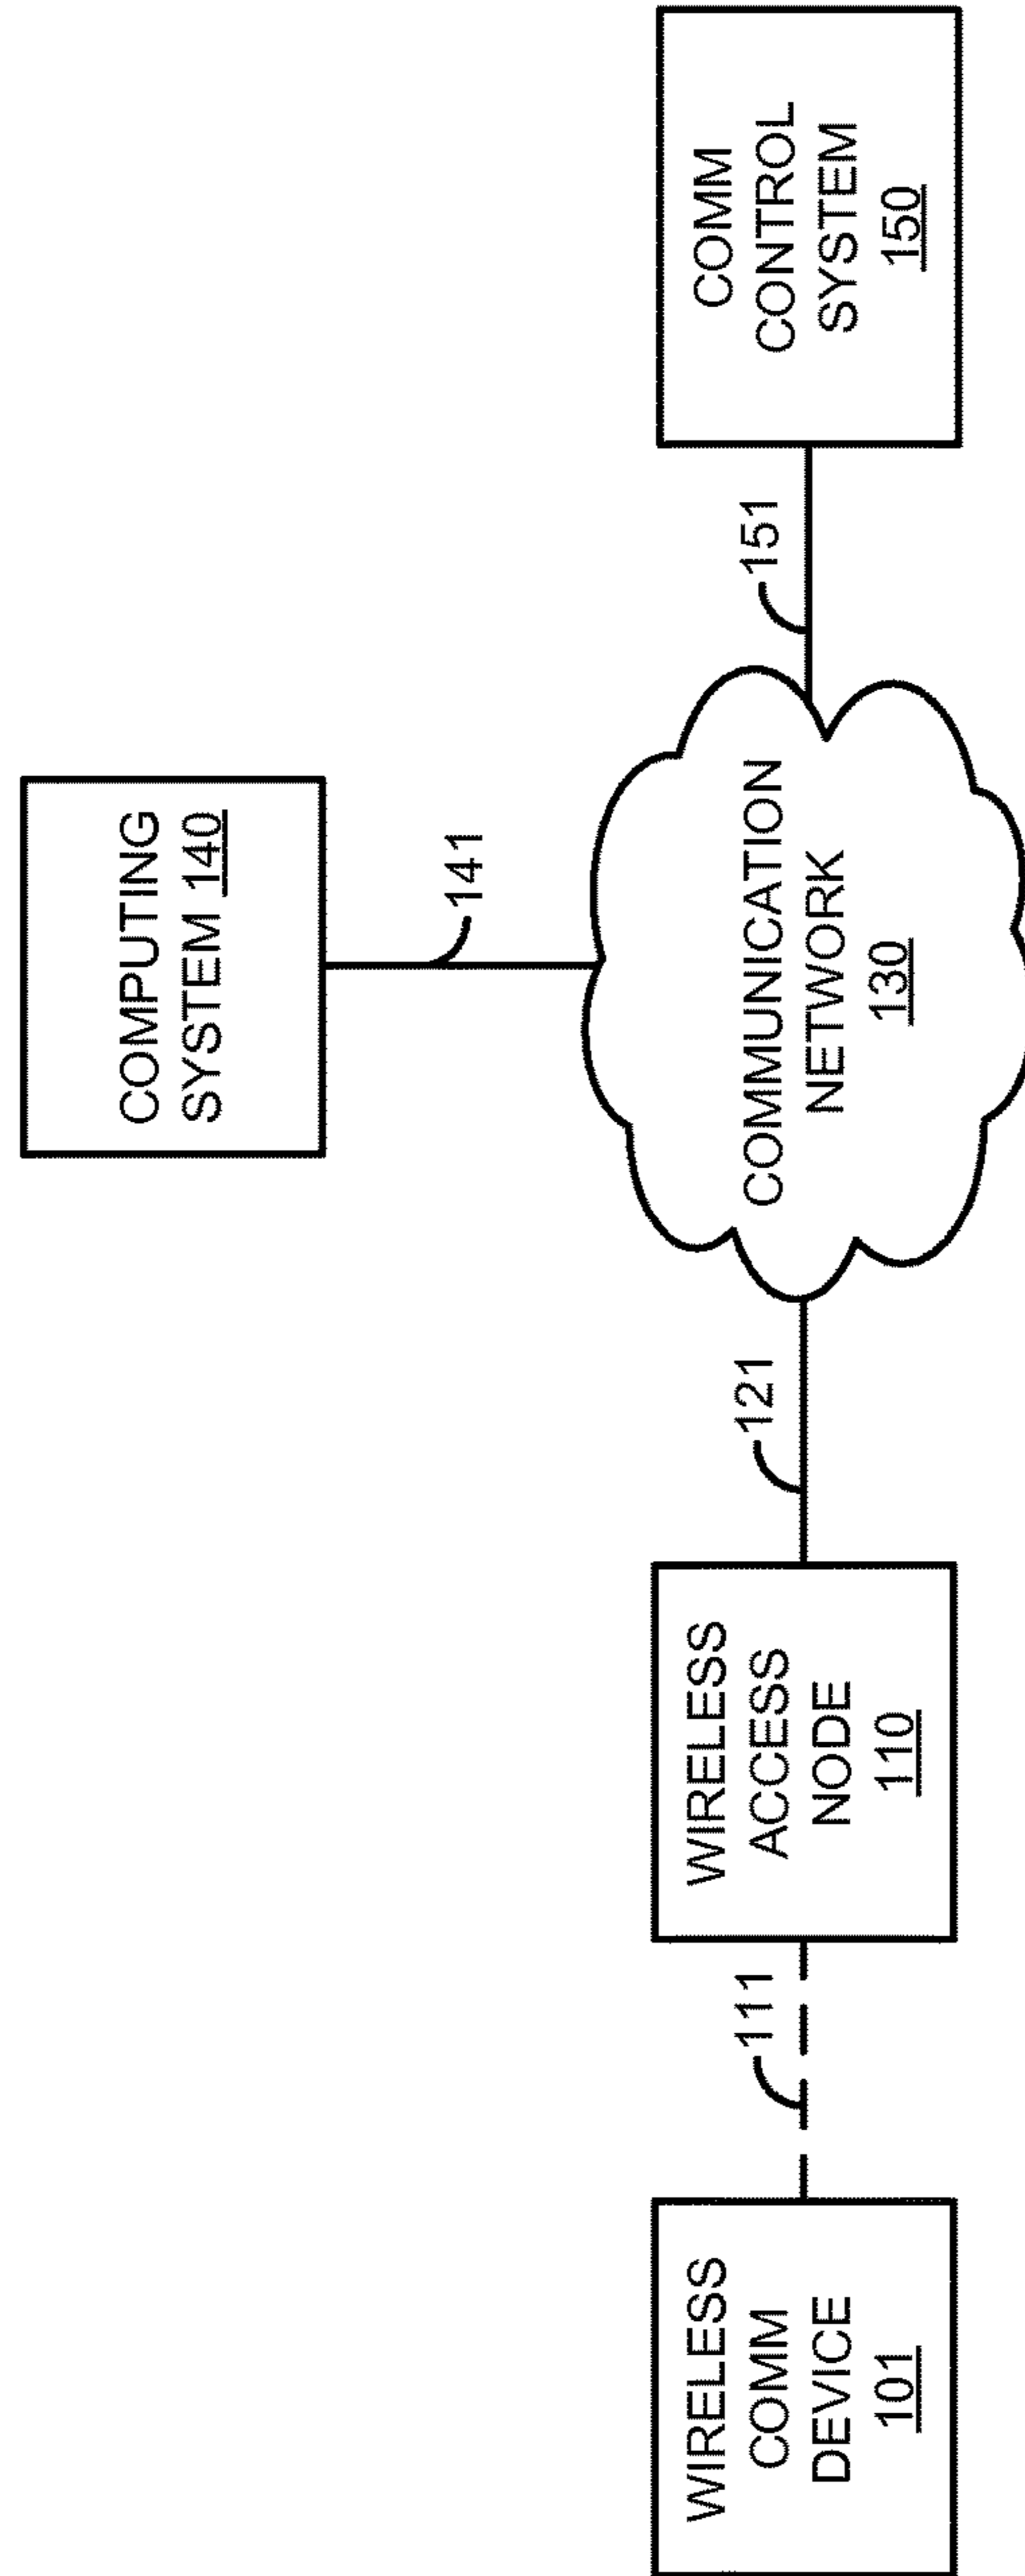 COMPUTING
SYSTEM 140
141
WIRELESS
COMM
DEVICE
101
111
WIRELESS
ACCESS
NODE
110
121
COMMUNICATION
NETWORK
130
151
COMM
CONTROL
SYSTEM
150